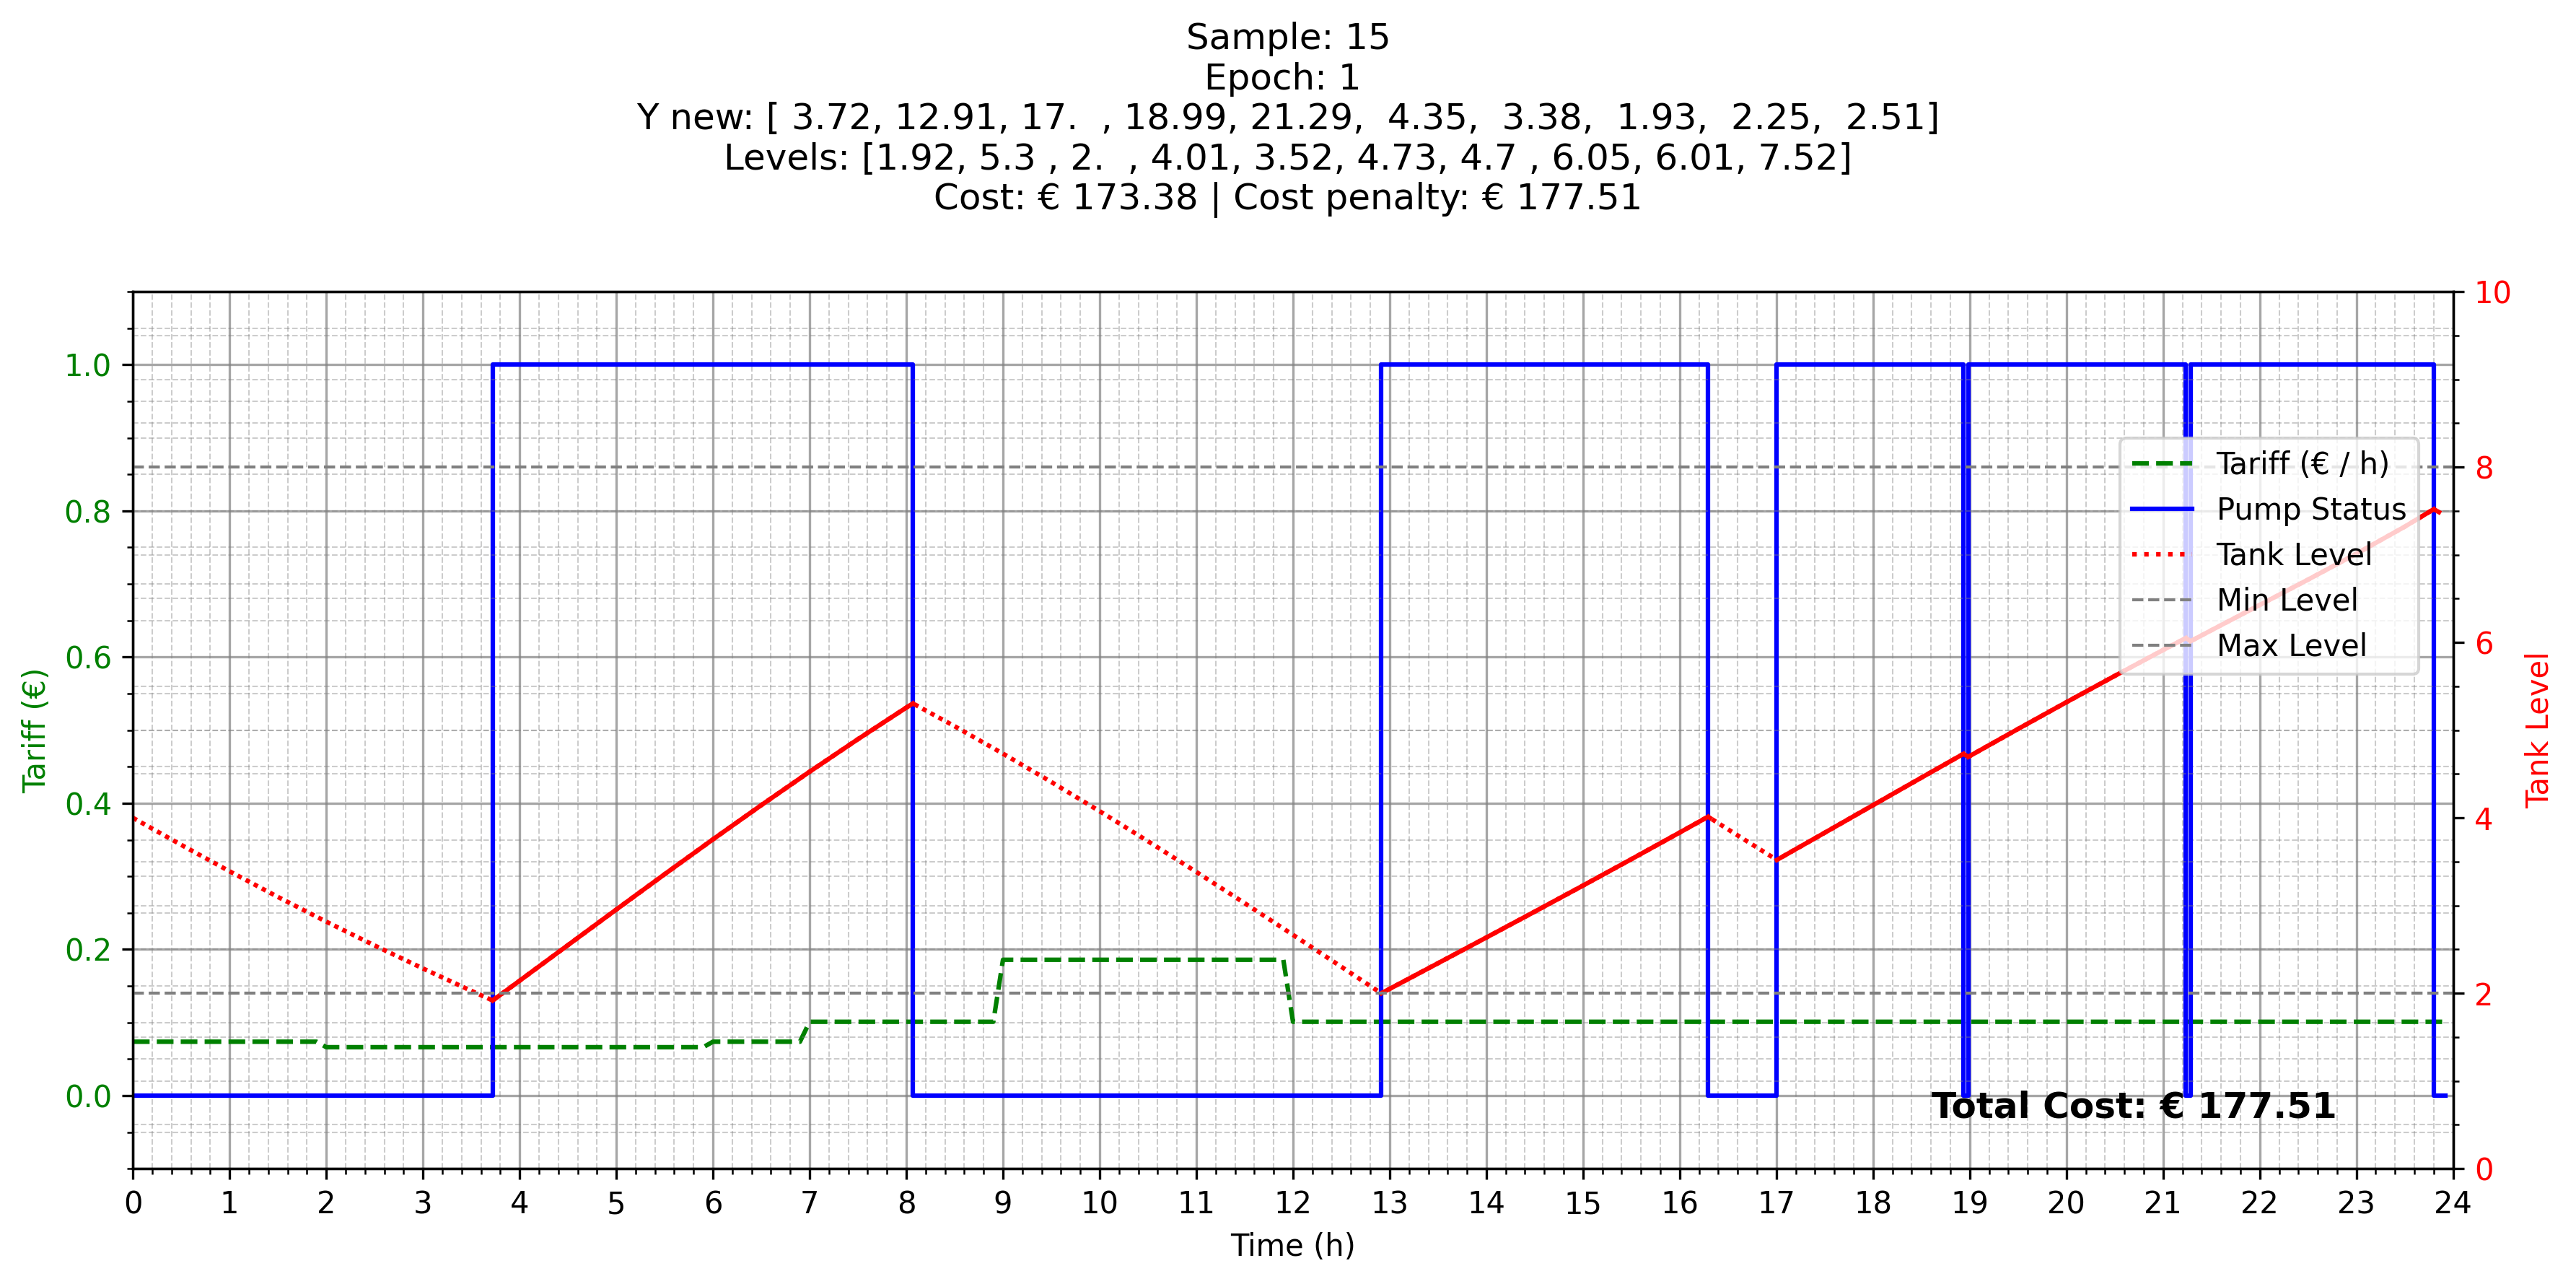 Sample: 15
Epoch: 1
Y new: [ 3.72, 12.91, 17.  , 18.99, 21.29,  4.35,  3.38,  1.93,  2.25,  2.51]
Levels: [1.92, 5.3 , 2.  , 4.01, 3.52, 4.73, 4.7 , 6.05, 6.01, 7.52]
Cost: € 173.38 | Cost penalty: € 177.51
1.0
0.8
0.6
0.4
0.2
0.0
Tariff (€)
10
8
6
4
2
0
Tank Level
Tariff (€ / h)
Pump Status
Tank Level
Min Level
Max Level
Total Cost: € 177.51
0 1 2 3 4 5 6 7 8 9 10 11 12 13 14 15 16 17 18 19 20 21 22 23 24
Time (h)